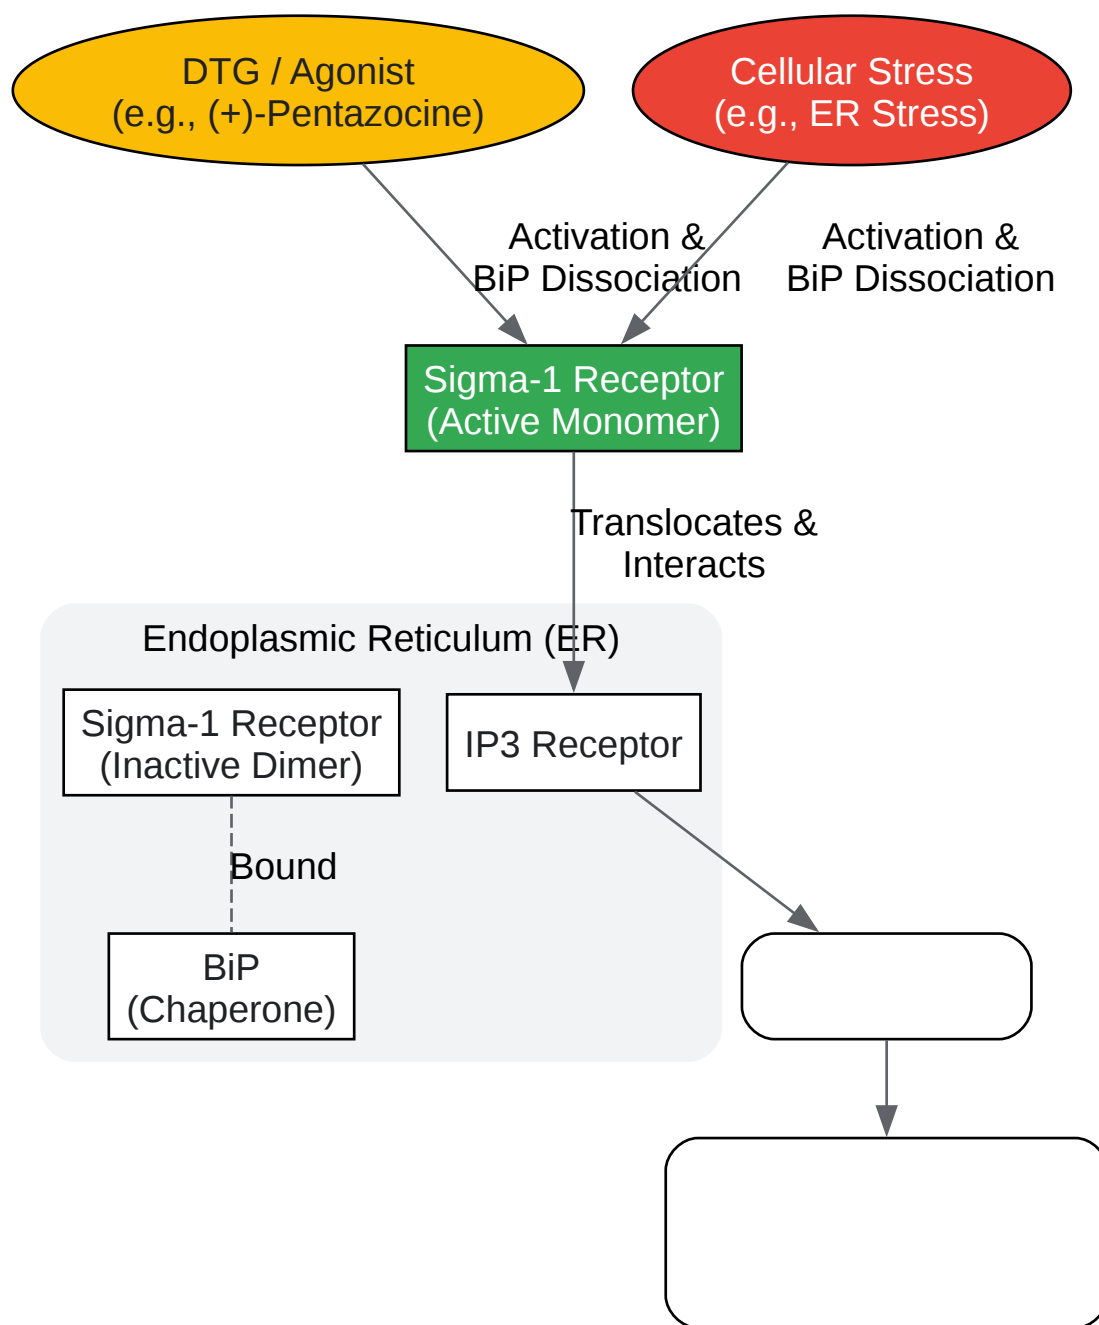 DTG / Agonist
(e.g., (+)-Pentazocine)
Cellular Stress
(e.g., ER Stress)
Activation &
BiP Dissociation
Activation &
BiP Dissociation
Sigma-1 Receptor
(Active Monomer)
Translocates &
Interacts
Endoplasmic Reticulum (ER)
Sigma-1 Receptor
(Inactive Dimer)
IP3 Receptor
Bound
BiP
(Chaperone)